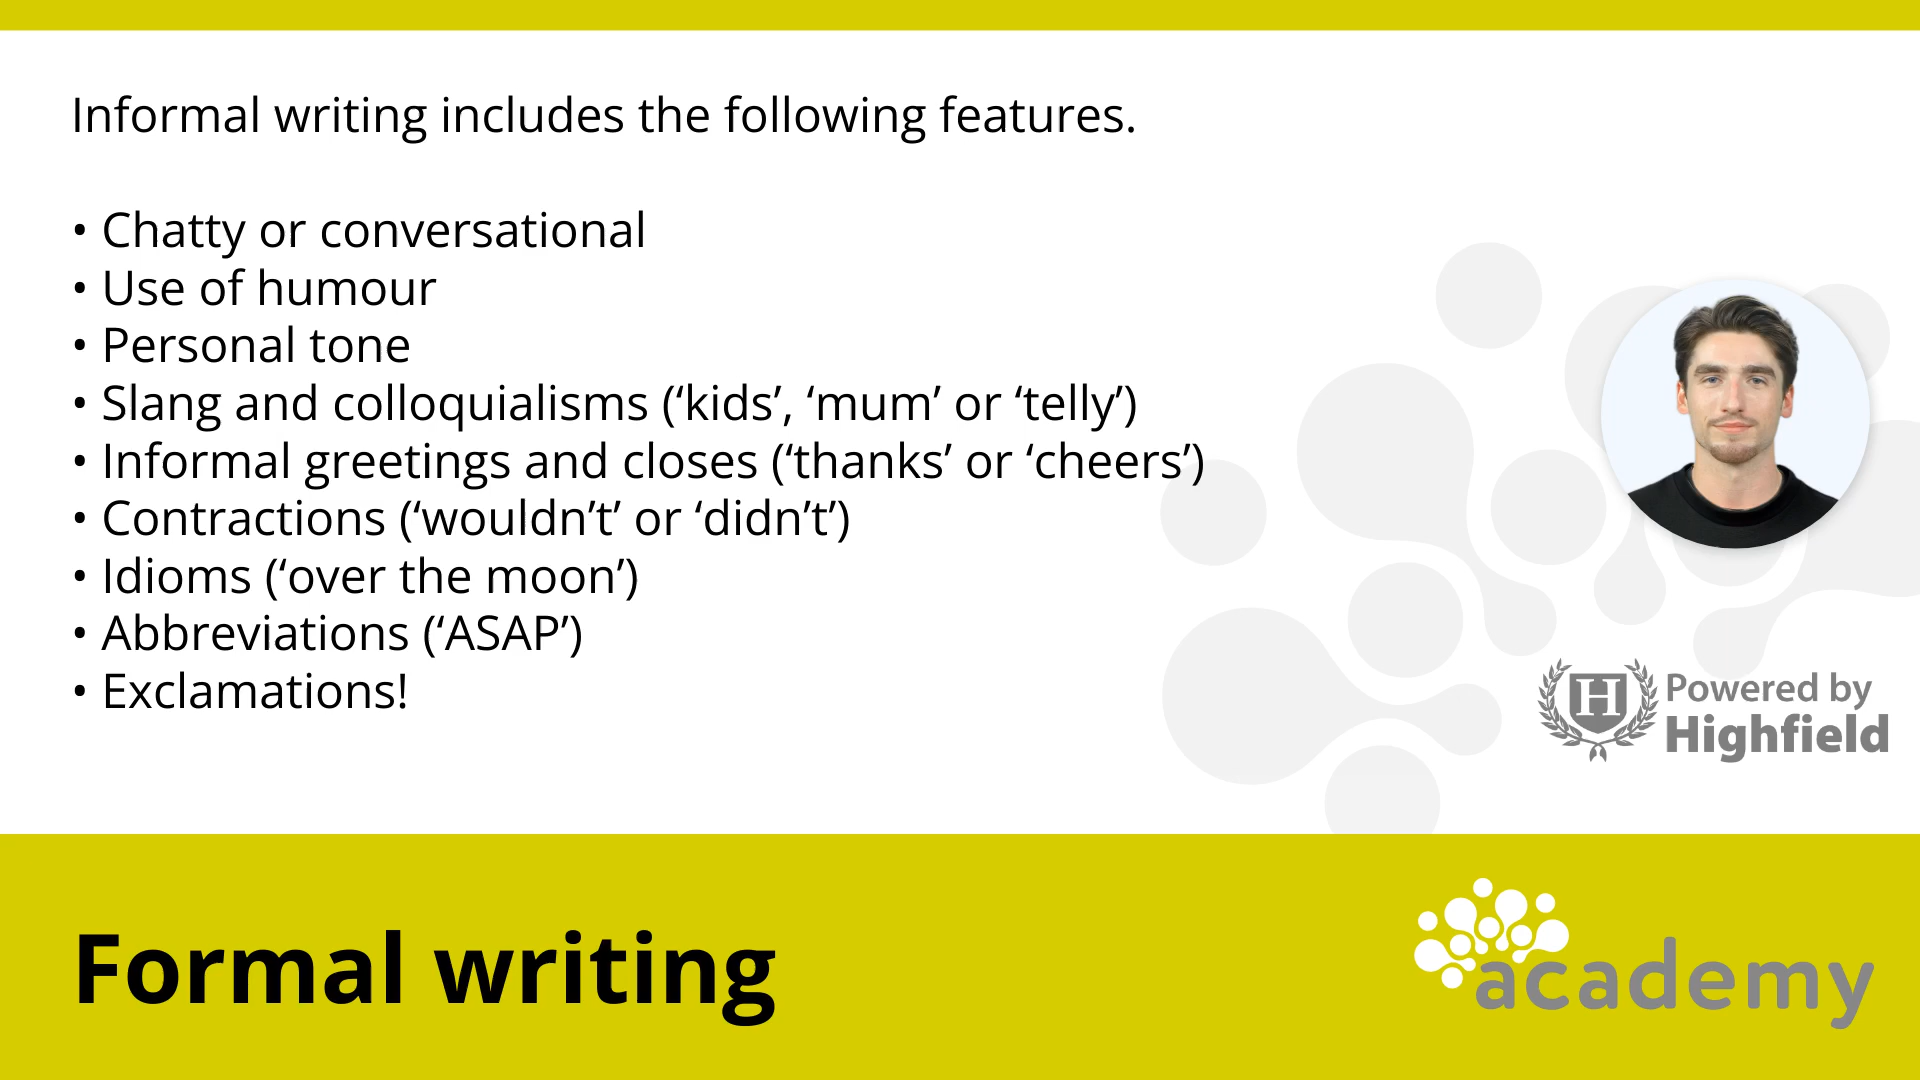 Informal writing includes the following features.
• Chatty or conversational
• Use of humour
• Personal tone
• Slang and colloquialisms (‘kids’, ‘mum’ or ‘telly’)
• Informal greetings and closes (‘thanks’ or ‘cheers’)
• Contractions (‘wouldn’t’ or ‘didn’t’)
• Idioms (‘over the moon’)
• Abbreviations (‘ASAP’)
• Exclamations!
H
Powered by
Highfield
Formal writing
academy